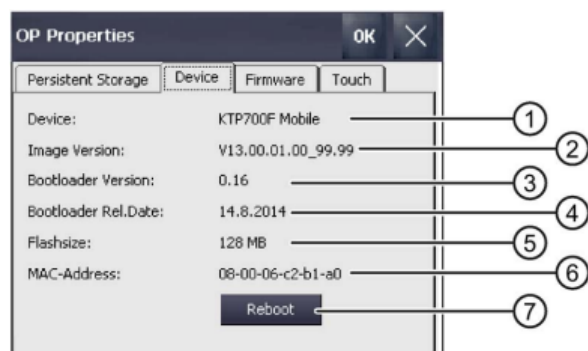 OP Properties OK
Persistent Storage Device Firmware Touch
Device: KTP700F Mobile 1
Image Version: V13.00.01.00_99.99 2
Bootloader Version: 0.16 3
Bootloader Rel.Date: 14.8.2014 4
Flashsize: 128 MB 5
MAC-Address: 08-00-06-c2-b1-a0 6
Reboot 7